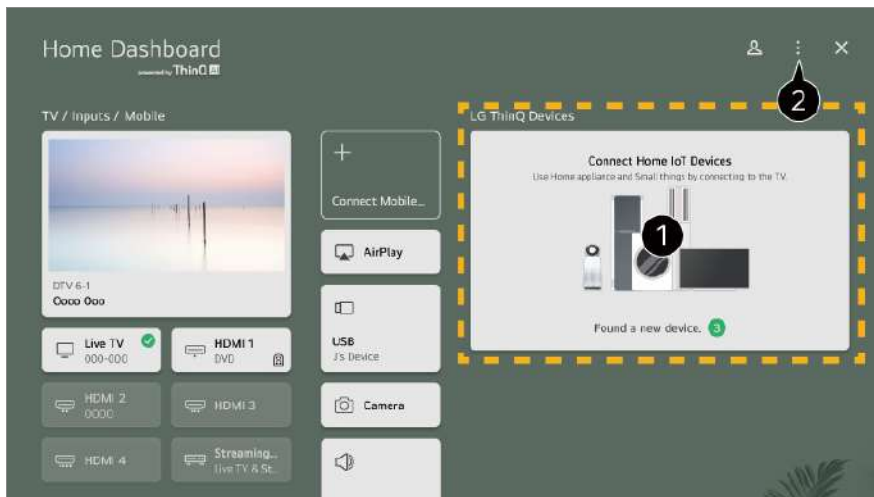 Home Dashboard
powered by ThinQ AI
2
TV / Inputs / Mobile
LG ThinQ Devices
DTV 6-1
Oooo Ooo
Live TV
000-000
HDMI 1
DVD
HDMI 2
0000
HDMI 3
HDMI 4
Streaming...
Live TV & St..
Connect Mobile...
AirPlay
USB
J's Device
Camera
Connect Home IoT Devices
Use Home appliance and Small things by connecting to the TV.
1
Found a new device. 3